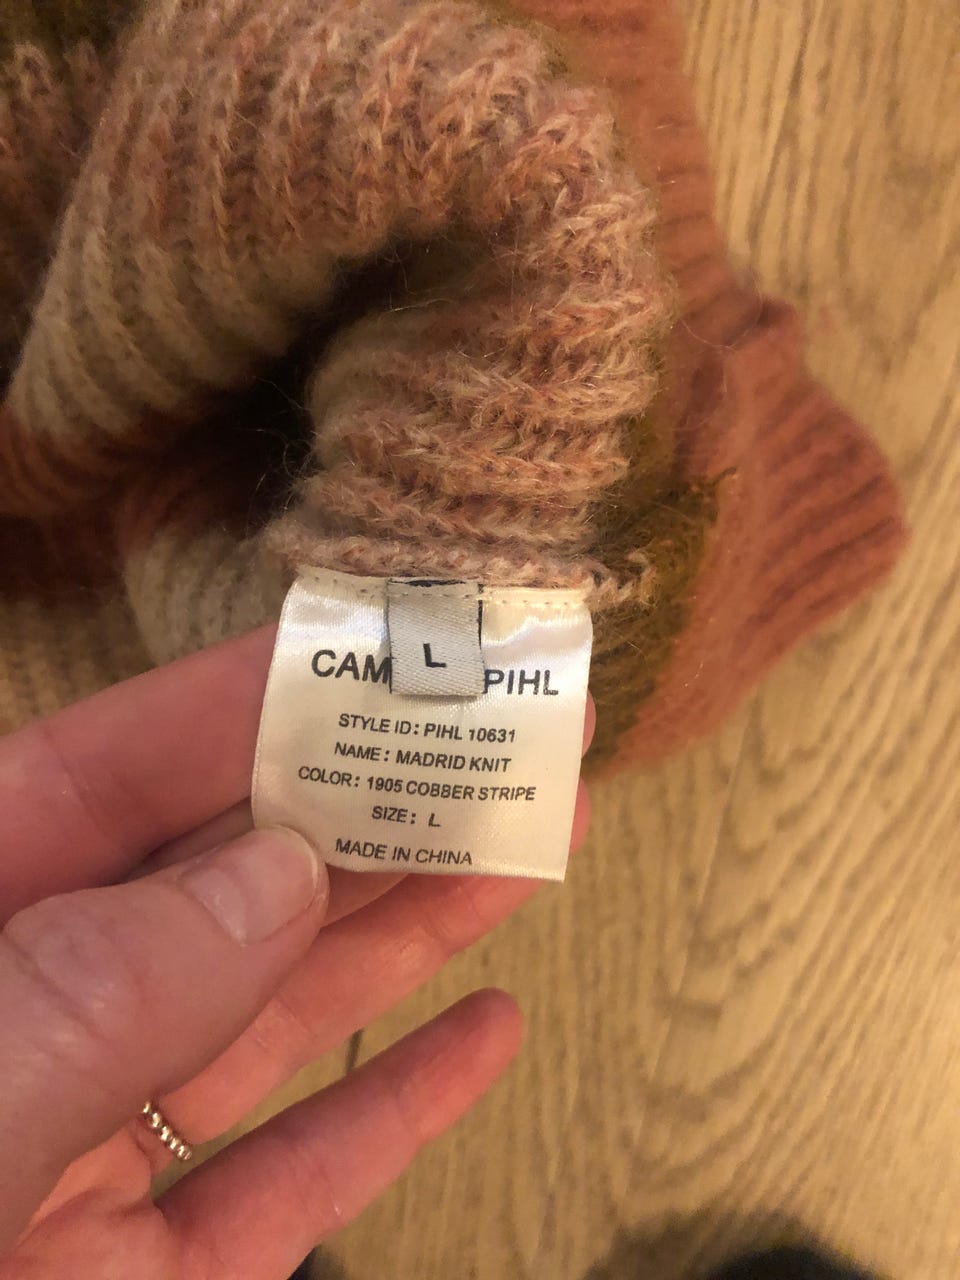 L
CAM PIHL
STYLE ID: PIHL 10631
NAME: MADRID KNIT
COLOR: 1905 COBBER STRIPE
SIZE: L
MADE IN CHINA